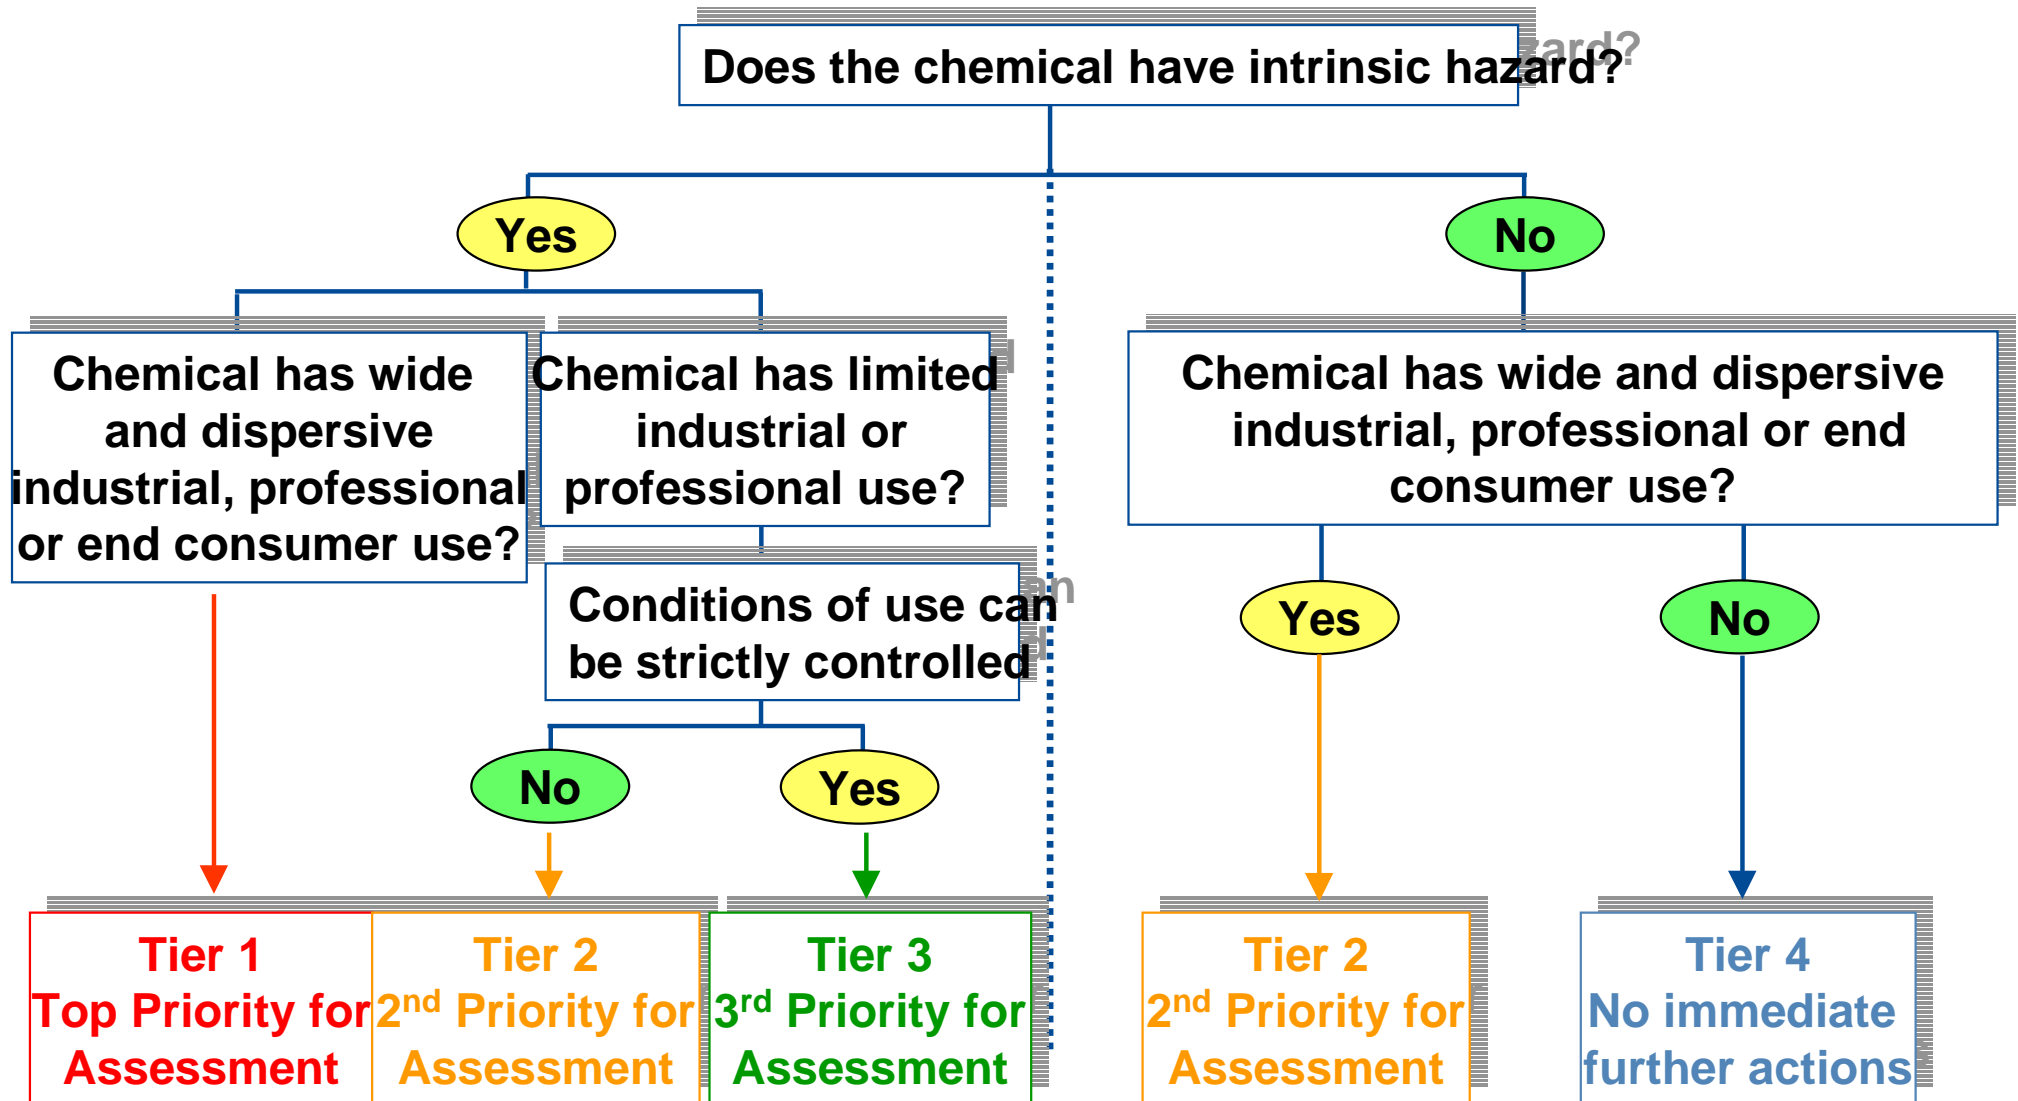 Does the chemical have intrinsic hazard?
Yes
No
Chemical has wide
and dispersive
industrial, professional
or end consumer use?
Chemical has limited
industrial or
professional use?
Chemical has wide and dispersive
industrial, professional or end
consumer use?
Conditions of use can
be strictly controlled
Yes
No
No
Yes
Tier 1
Top Priority for
Assessment
Tier 2
2nd Priority for
Assessment
Tier 3
3rd Priority for
Assessment
Tier 2
2nd Priority for
Assessment
Tier 4
No immediate
further actions